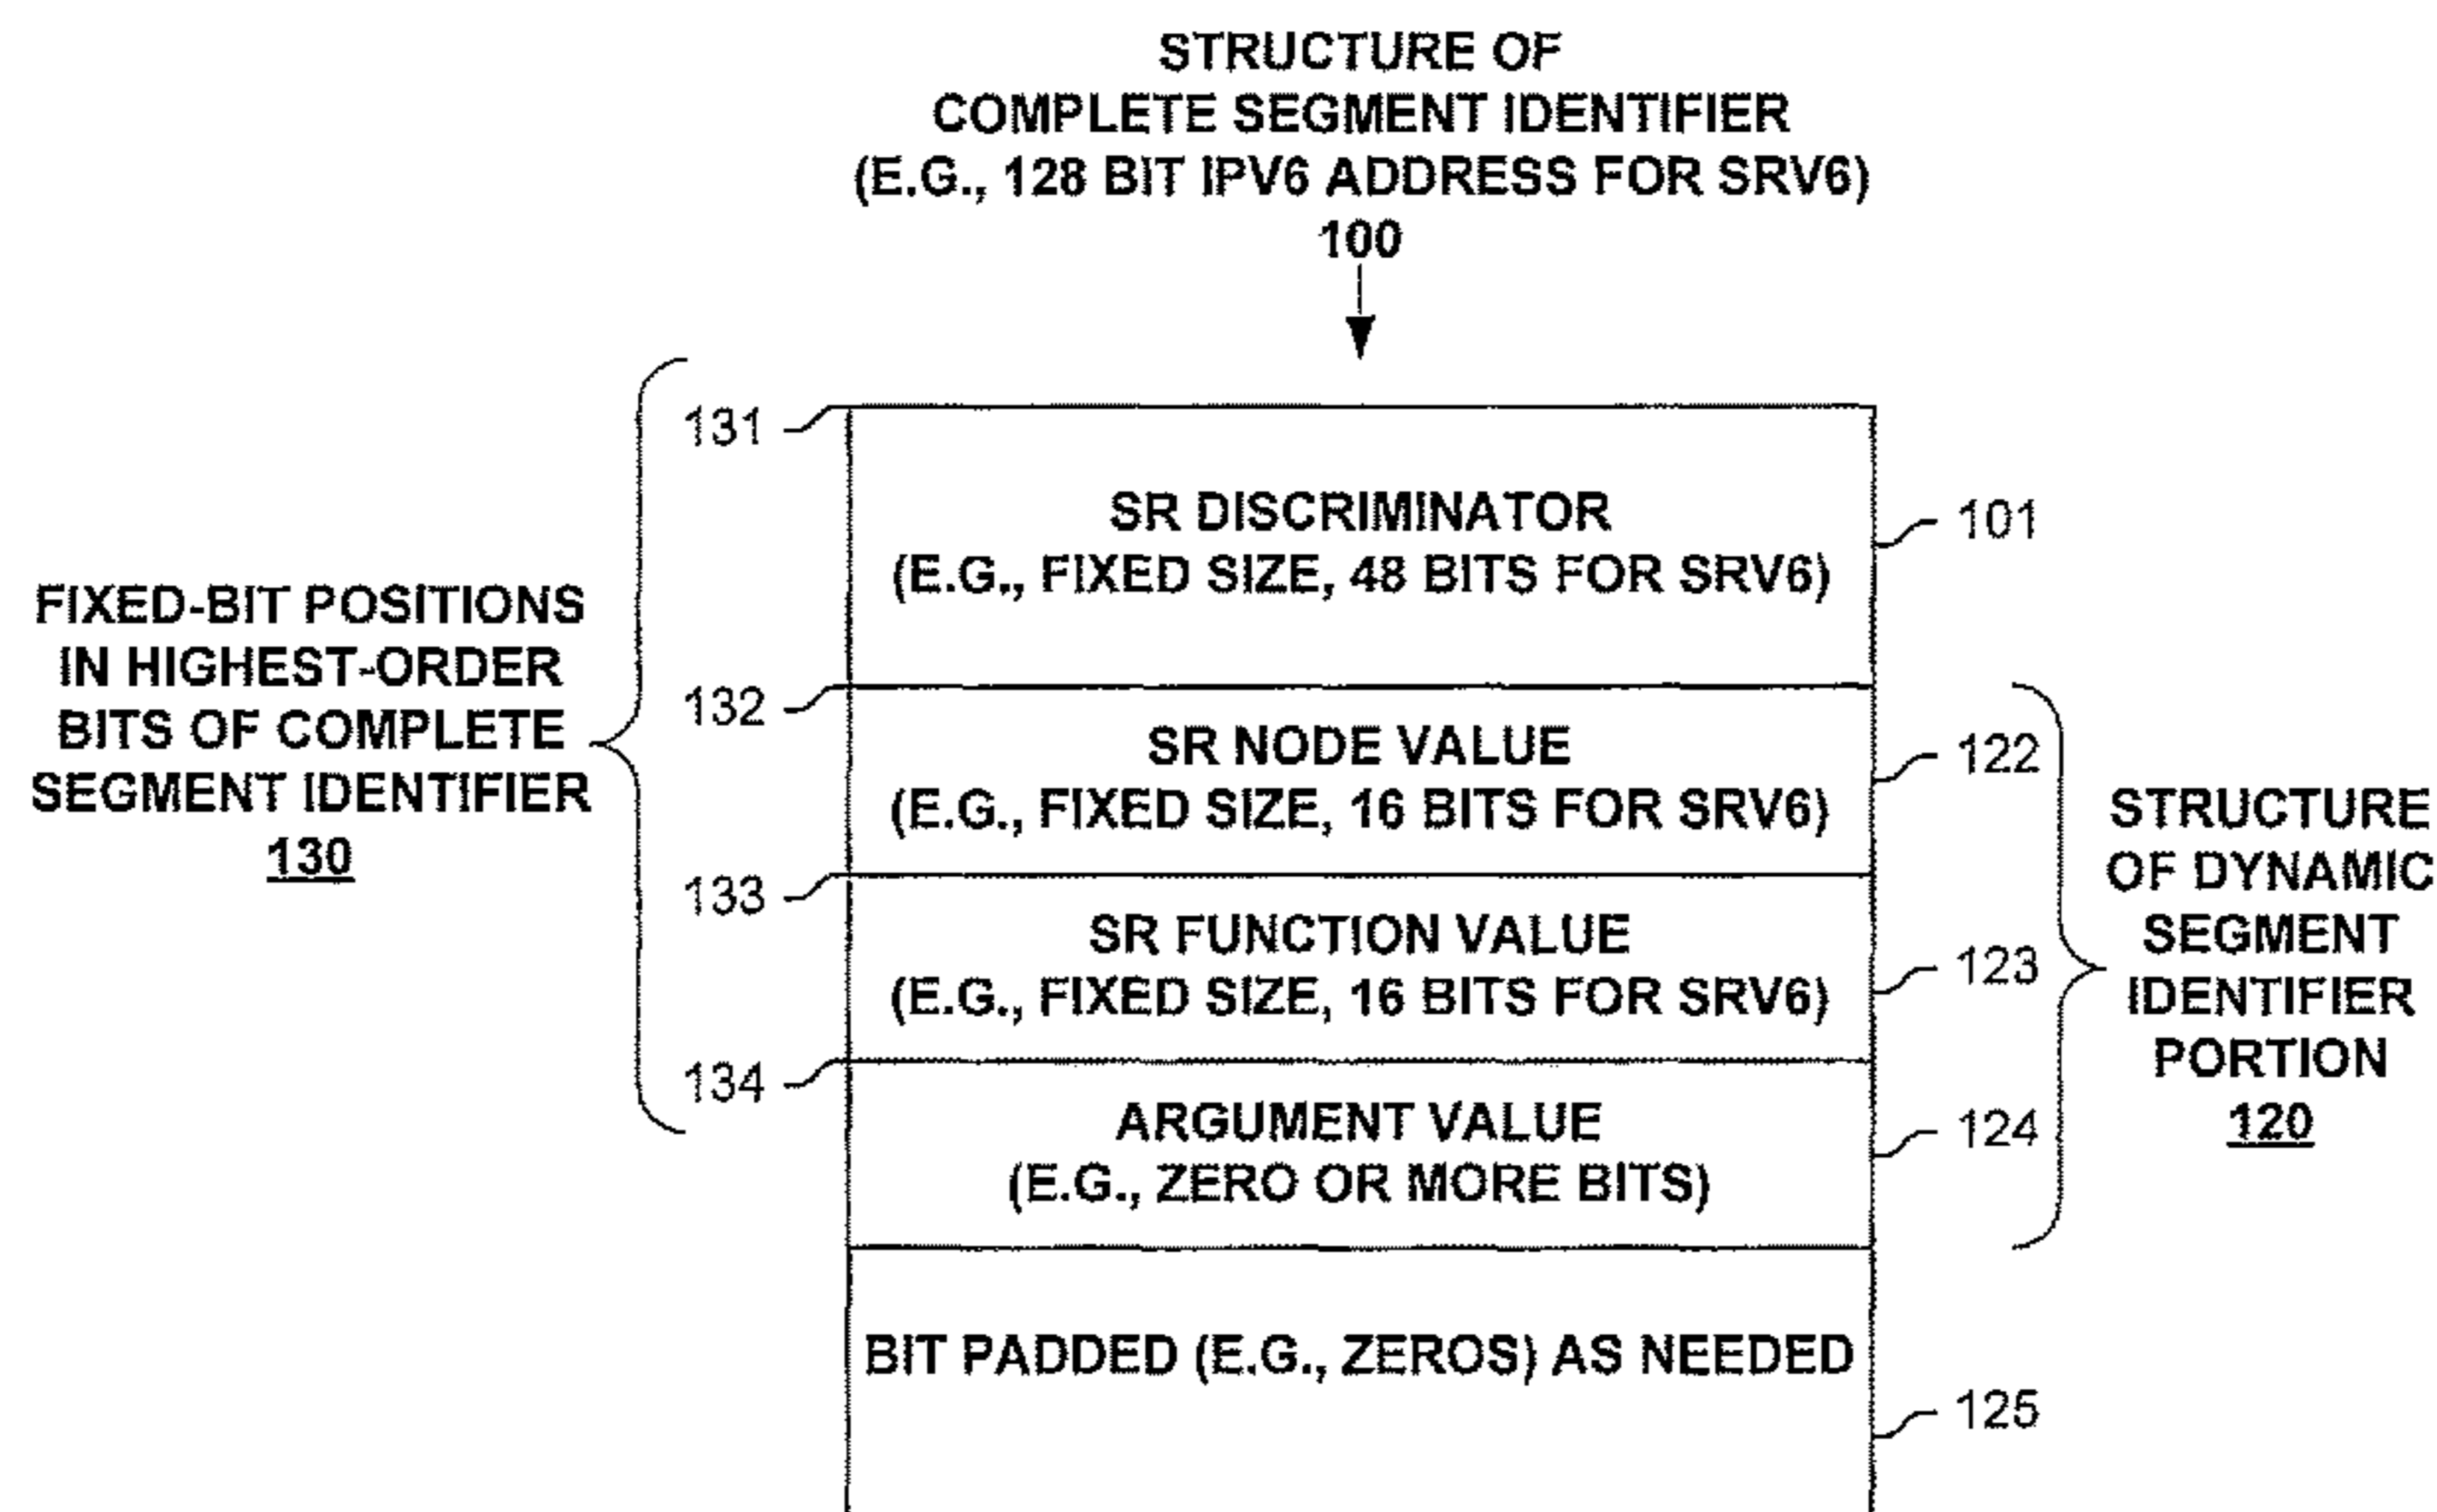 STRUCTURE OF
COMPLETE SEGMENT IDENTIFIER
(E.G., 128 BIT IPV6 ADDRESS FOR SRV6)
100
131
SR DISCRIMINATOR
(E.G., FIXED SIZE, 48 BITS FOR SRV6)
101
FIXED-BIT POSITIONS
IN HIGHEST-ORDER
BITS OF COMPLETE
SEGMENT IDENTIFIER
130
132
SR NODE VALUE
(E.G., FIXED SIZE, 16 BITS FOR SRV6)
122
133
SR FUNCTION VALUE
(E.G., FIXED SIZE, 16 BITS FOR SRV6)
123
134
ARGUMENT VALUE
(E.G., ZERO OR MORE BITS)
124
STRUCTURE
OF DYNAMIC
SEGMENT
IDENTIFIER
PORTION
120
BIT PADDED (E.G., ZEROS) AS NEEDED
125